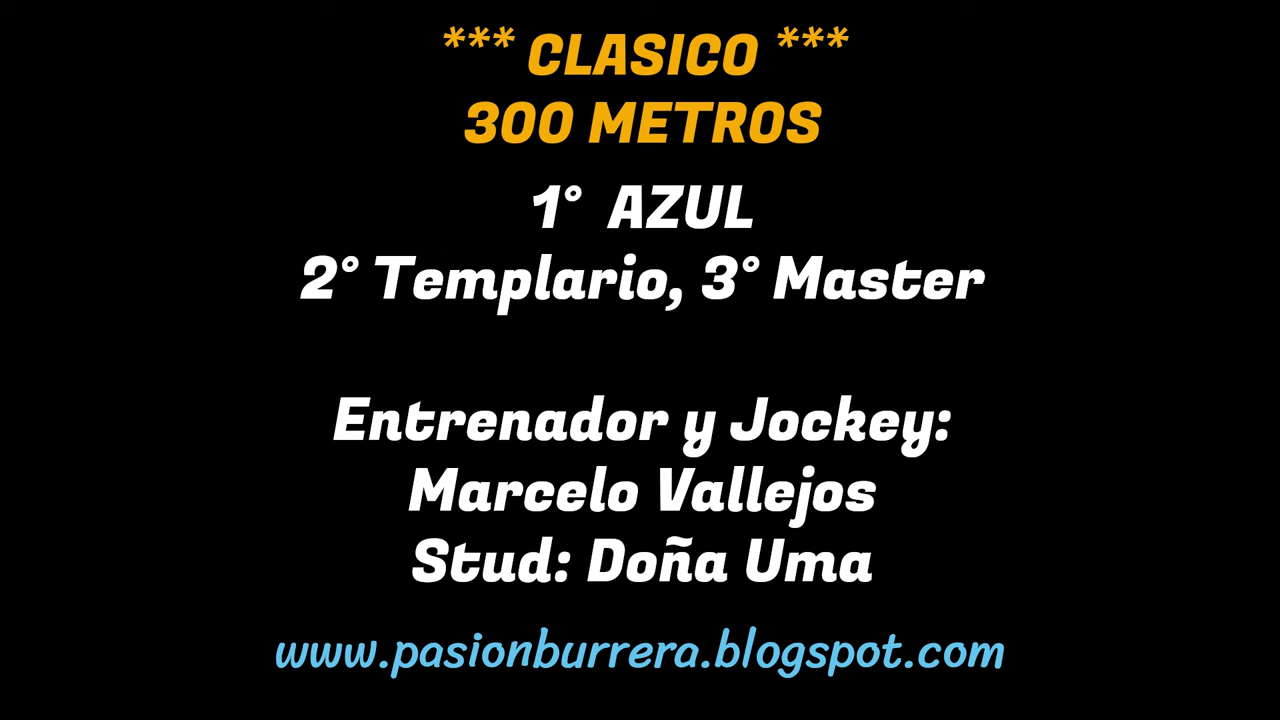 *** CLASICO ***
300 METROS
1° AZUL
2° Templario, 3° Master
Entrenador y Jockey:
Marcelo Vallejos
Stud: Doña Uma
www.pasionburrera.blogspot.com